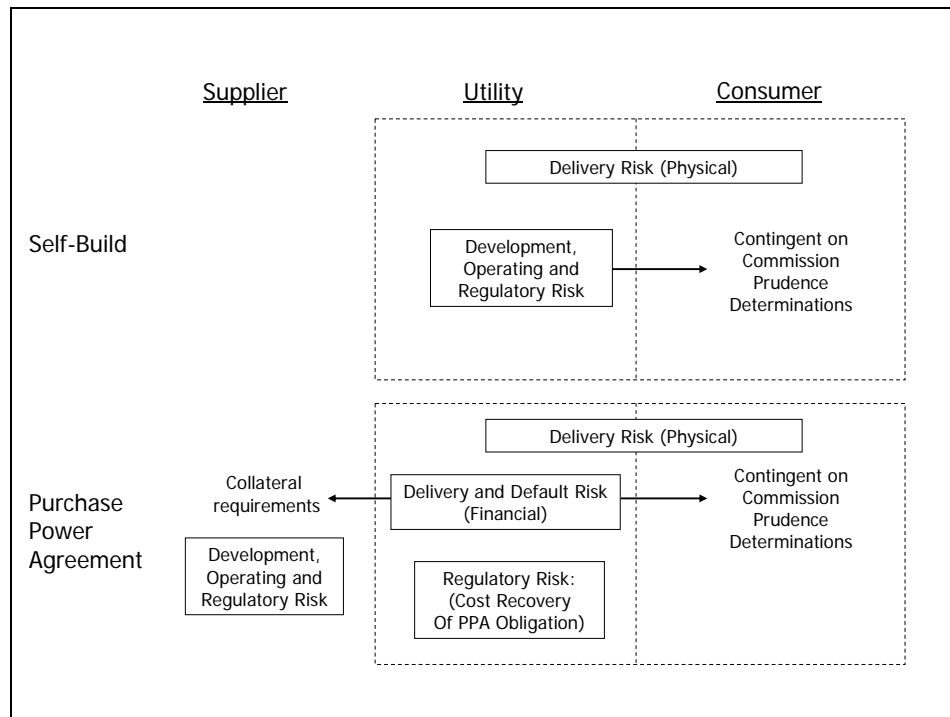 Supplier
Utility
Consumer
Self-Build
Delivery Risk (Physical)
Development,
Operating and
Regulatory Risk
Contingent on
Commission
Prudence
Determinations
Purchase
Power
Agreement
Delivery Risk (Physical)
Collateral
requirements
Delivery and Default Risk
(Financial)
Contingent on
Commission
Prudence
Determinations
Development,
Operating and
Regulatory Risk
Regulatory Risk:
(Cost Recovery
Of PPA Obligation)